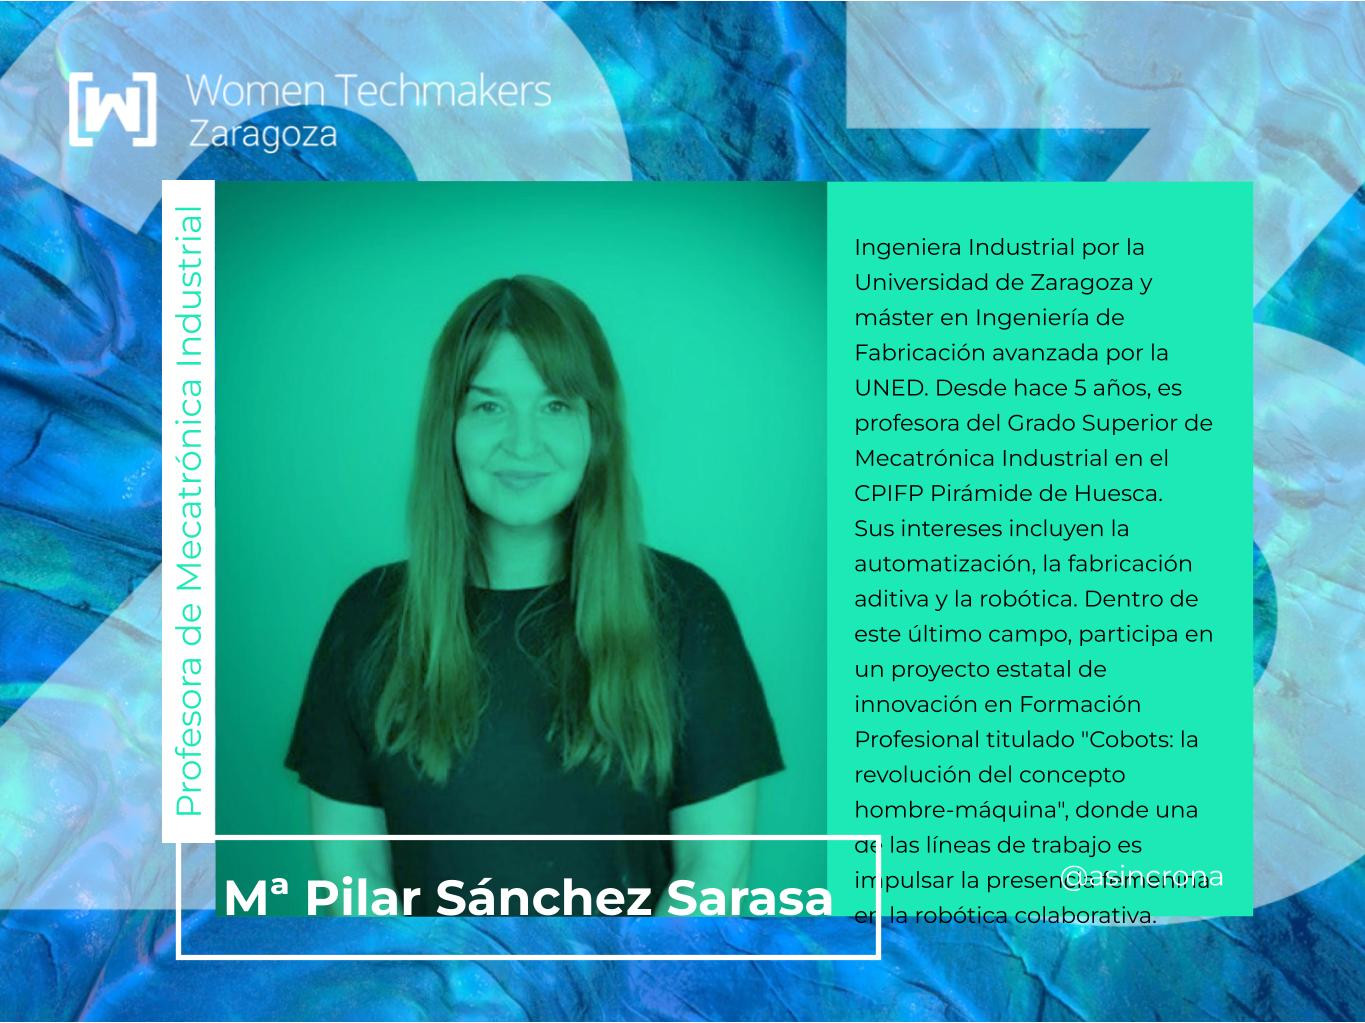 Women Techmakers
Zaragoza
Profesora de Mecatrónica Industrial
Ingeniera Industrial por la
Universidad de Zaragoza y
máster en Ingeniería de
Fabricación avanzada por la
UNED. Desde hace 5 años, es
profesora del Grado Superior de
Mecatrónica Industrial en el
CPIFP Pirámide de Huesca.
Sus intereses incluyen la
automatización, la fabricación
aditiva y la robótica. Dentro de
este último campo, participa en
un proyecto estatal de
innovación en Formación
Profesional titulado "Cobots: la
revolución del concepto
hombre-máquina", donde una
de las líneas de trabajo es
impulsar la presencia femenina
en la robótica colaborativa.
@asincrona
Mª Pilar Sánchez Sarasa